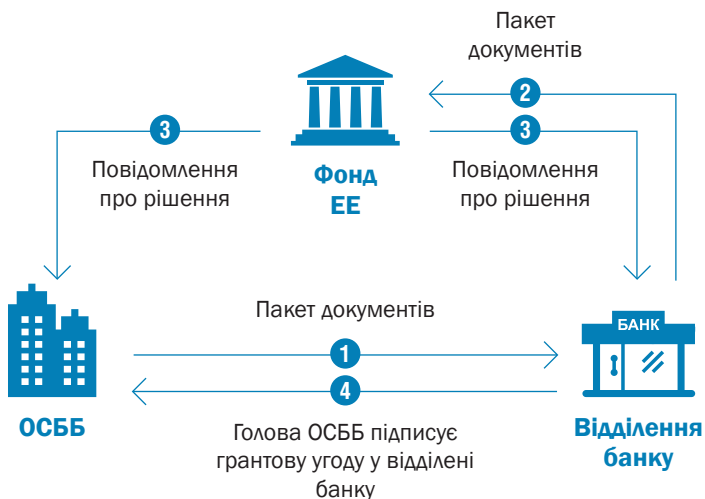 Пакет
документів
2
3
3
Повідомлення
про рішення
Фонд
ЕЕ
Повідомлення
про рішення
Пакет документів
БАНК
1
4
ОСББ
Голова ОСББ підписує
грантову угоду у відділені
банку
Відділення
банку